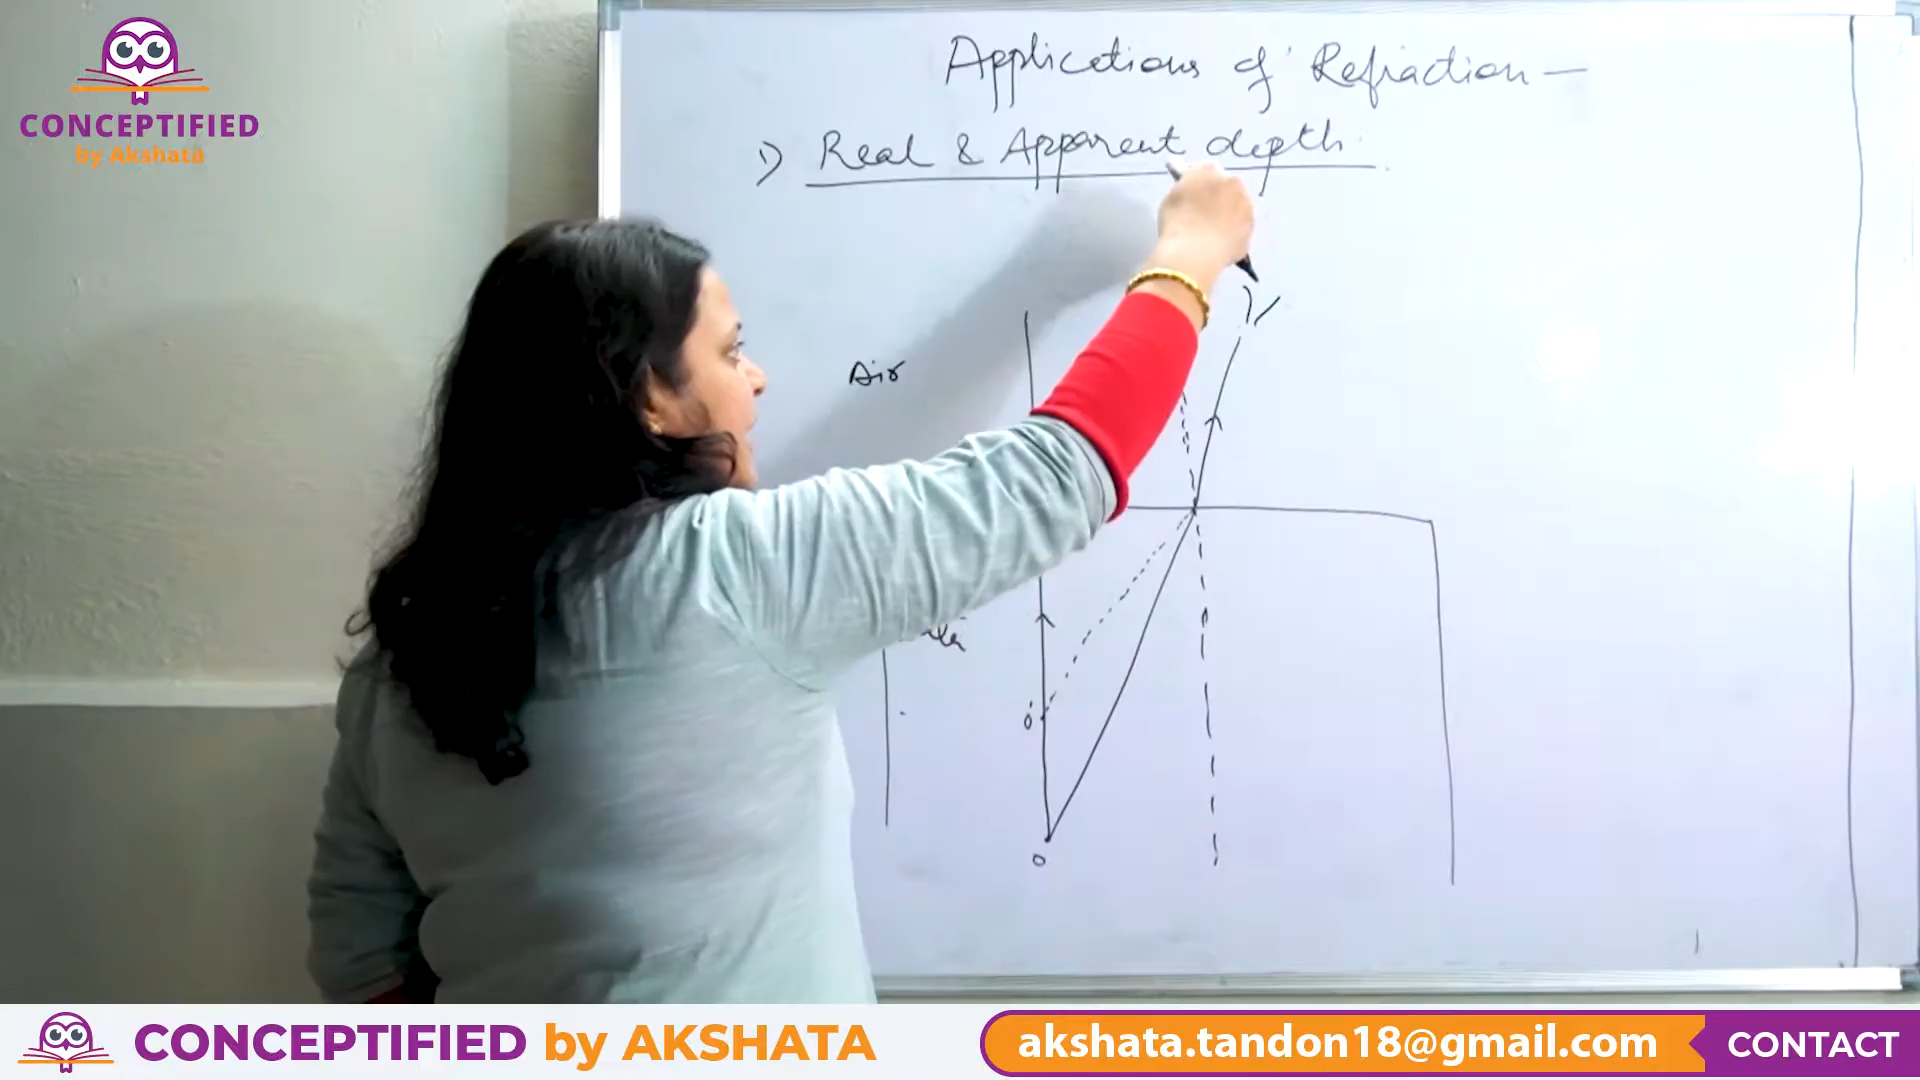 CONCEPTIFIED
by Akshata
Applications of Refraction —
1) Real & Apparent depth
Air
O'
O
CONCEPTIFIED by AKSHATA
akshata.tandon18@gmail.com
CONTACT